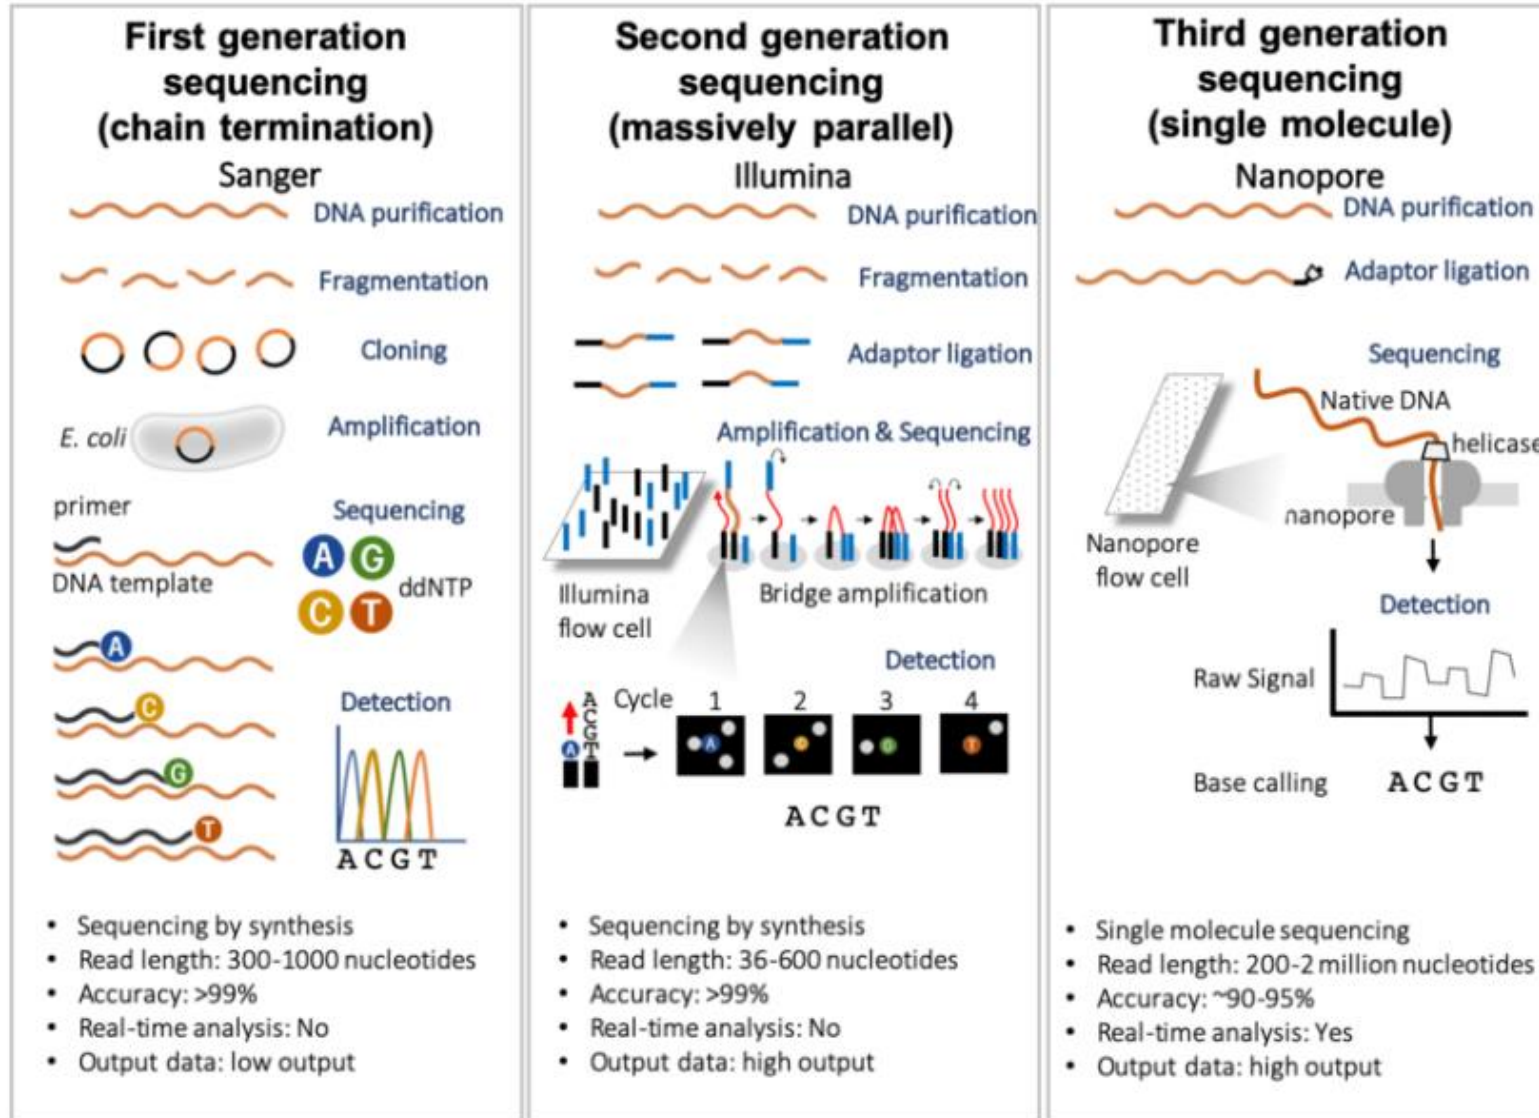 First generation
sequencing
(chain termination)
Sanger
DNA purification
Fragmentation
Cloning
E. coli
Amplification
primer
Sequencing
DNA template
A G
C T
ddNTP
A
C
G
T
Detection
A C G T
• Sequencing by synthesis
• Read length: 300-1000 nucleotides
• Accuracy: >99%
• Real-time analysis: No
• Output data: low output
Second generation
sequencing
(massively parallel)
Illumina
DNA purification
Fragmentation
Adaptor ligation
Amplification & Sequencing
Illumina
flow cell
Bridge amplification
Detection
Cycle 1 2 3 4
A
C
G
A T
A C G T
A C G T
• Sequencing by synthesis
• Read length: 36-600 nucleotides
• Accuracy: >99%
• Real-time analysis: No
• Output data: high output
Third generation
sequencing
(single molecule)
Nanopore
DNA purification
Adaptor ligation
Sequencing
Native DNA
helicase
nanopore
Nanopore
flow cell
Detection
Raw Signal
Base calling A C G T
• Single molecule sequencing
• Read length: 200-2 million nucleotides
• Accuracy: ~90-95%
• Real-time analysis: Yes
• Output data: high output